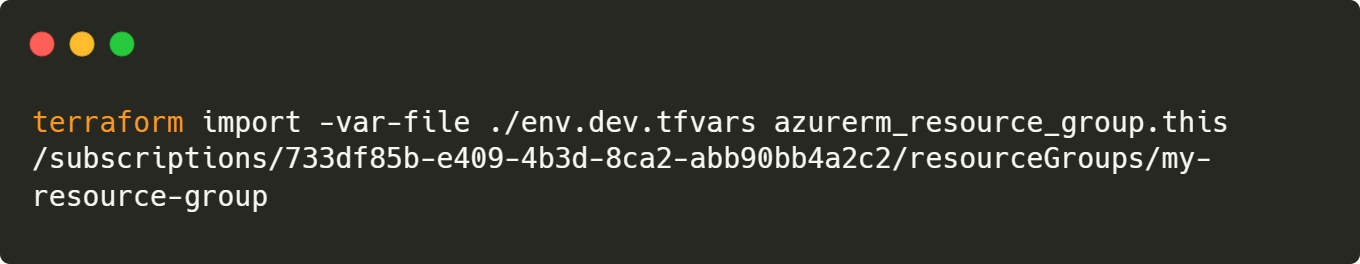 terraform import -var-file ./env.dev.tfvars azurerm_resource_group.this
/subscriptions/733df85b-e409-4b3d-8ca2-abb90bb4a2c2/resourceGroups/my-
resource-group